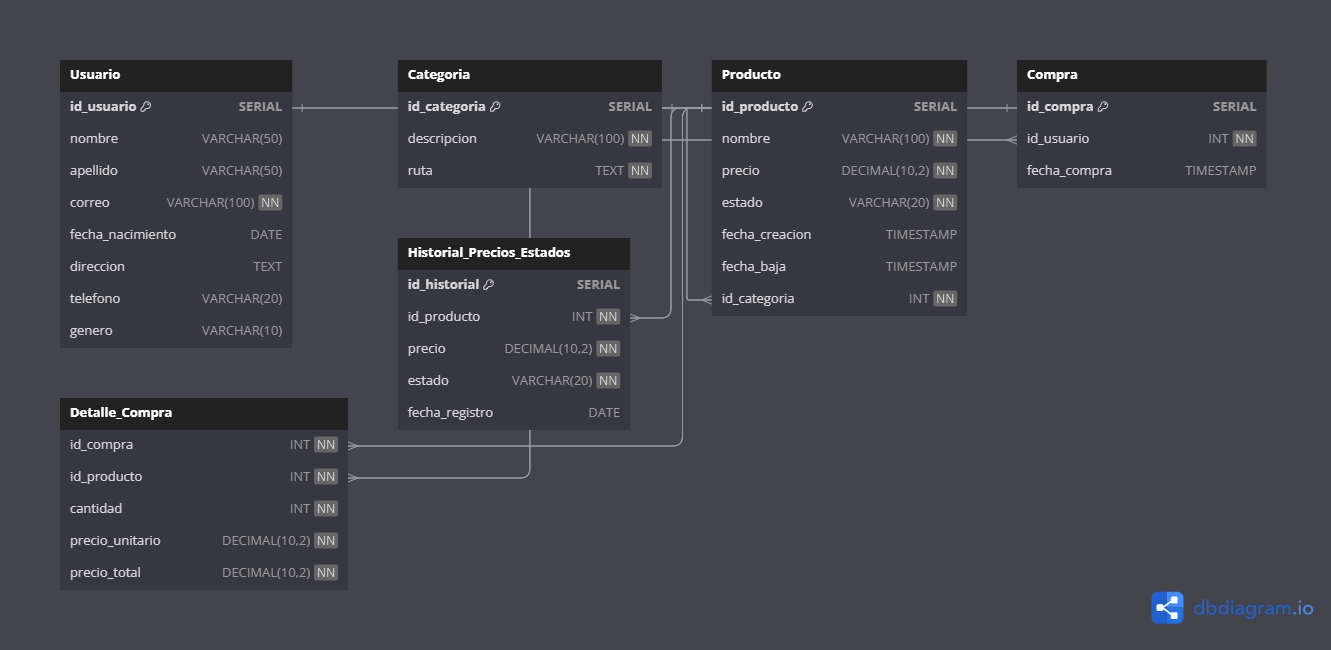 Usuario
id_usuario SERIAL
nombre VARCHAR(50)
apellido VARCHAR(50)
correo VARCHAR(100) NN
fecha_nacimiento DATE
direccion TEXT
telefono VARCHAR(20)
genero VARCHAR(10)
Categoria
id_categoria SERIAL
descripcion VARCHAR(100) NN
ruta TEXT NN
Producto
id_producto SERIAL
nombre VARCHAR(100) NN
precio DECIMAL(10,2) NN
estado VARCHAR(20) NN
fecha_creacion TIMESTAMP
fecha_baja TIMESTAMP
id_categoria INT NN
Compra
id_compra SERIAL
id_usuario INT NN
fecha_compra TIMESTAMP
Historial_Precios_Estados
id_historial SERIAL
id_producto INT NN
precio DECIMAL(10,2) NN
estado VARCHAR(20) NN
fecha_registro DATE
Detalle_Compra
id_compra INT NN
id_producto INT NN
cantidad INT NN
precio_unitario DECIMAL(10,2) NN
precio_total DECIMAL(10,2) NN
dbdiagram.io